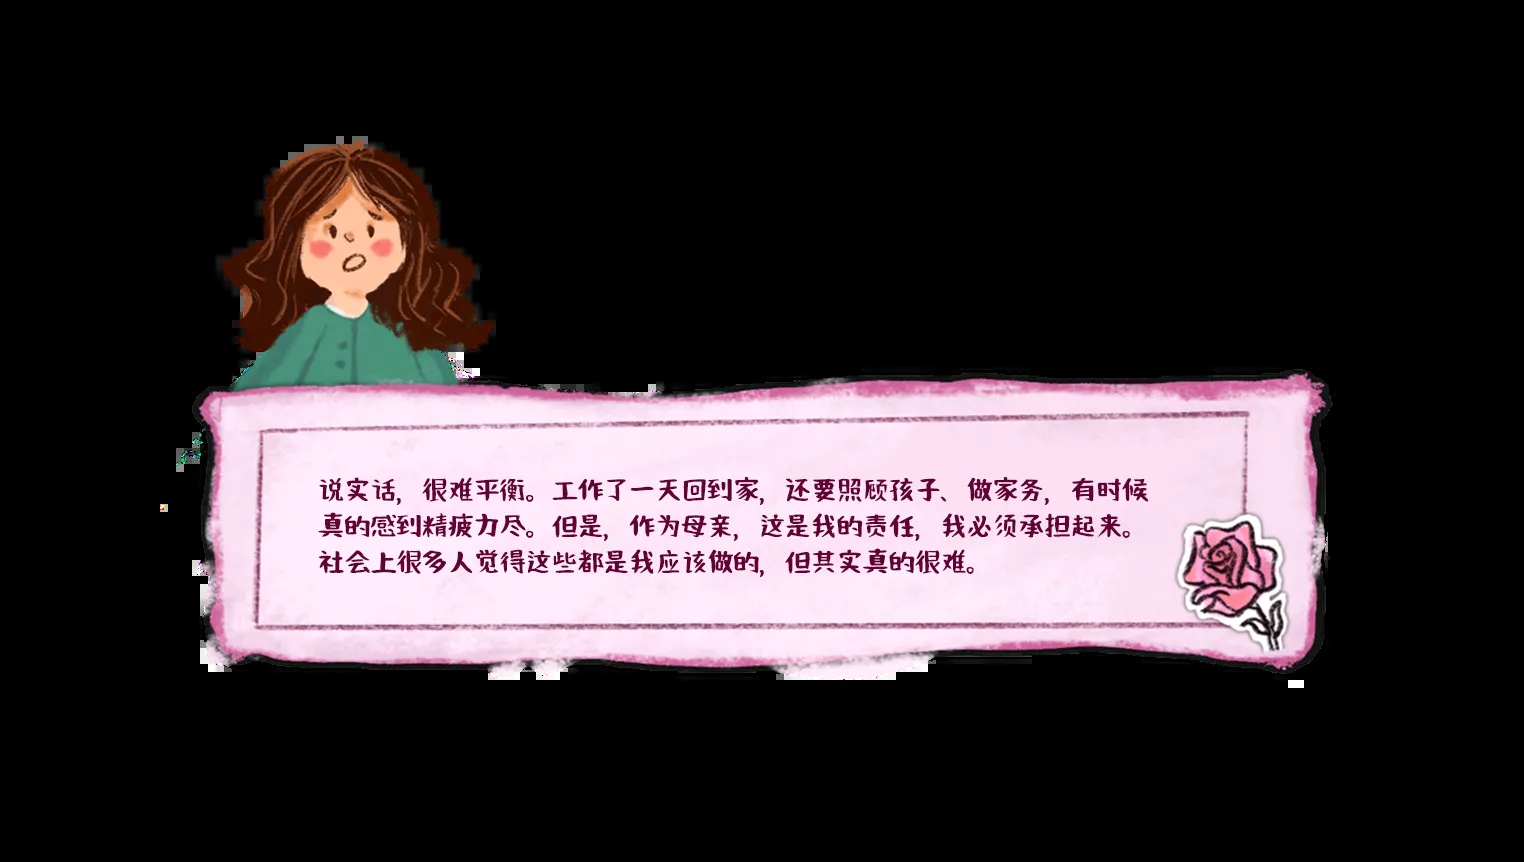 说实话，很难平衡。工作了一天回到家，还要照顾孩子、做家务，有时候
真的感到精疲力尽。但是，作为母亲，这是我的责任，我必须承担起来。
社会上很多人觉得这些都是我应该做的，但其实真的很难。